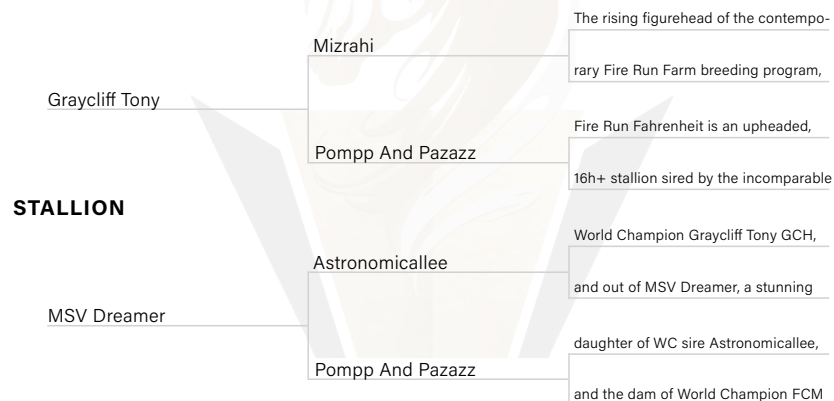 The rising figurehead of the contempo-
Mizrahi
rary Fire Run Farm breeding program,
Graycliff Tony
Fire Run Fahrenheit is an upheaded,
Pompp And Pazazz
16h+ stallion sired by the incomparable
STALLION
World Champion Graycliff Tony GCH,
Astronomicallee
and out of MSV Dreamer, a stunning
MSV Dreamer
daughter of WC sire Astronomicallee,
Pompp And Pazazz
and the dam of World Champion FCM